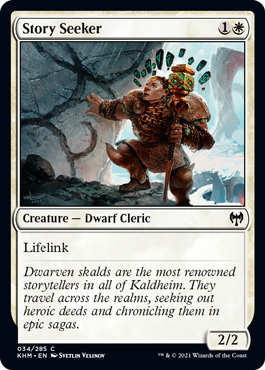 Story Seeker 1
Creature — Dwarf Cleric
Lifelink
Dwarven skalds are the most renowned
storytellers in all of Kaldheim. They
travel across the realms, seeking out
heroic deeds and chronicling them in
epic sagas.
2/2
034/285 C
KHM • EN SVETLIN VELINOV
™ & © 2021 Wizards of the Coast